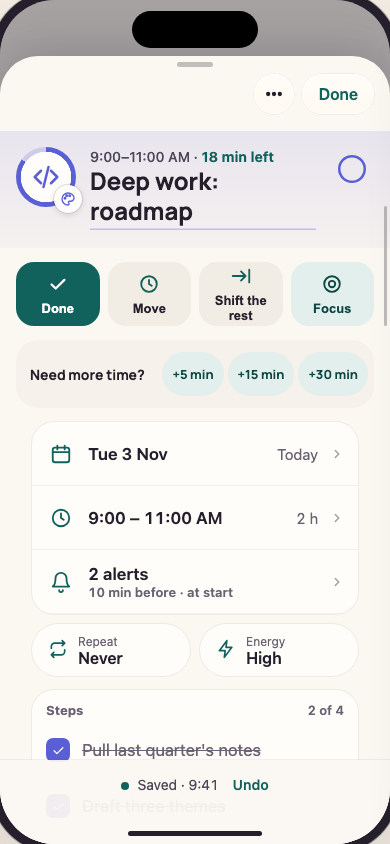 Done
9:00–11:00 AM · 18 min left
Deep work:
roadmap
Done
Move
Shift the
rest
Focus
Need more time?
+5 min
+15 min
+30 min
Tue 3 Nov
Today
9:00 – 11:00 AM
2 h
2 alerts
10 min before · at start
Repeat
Never
Energy
High
Steps
2 of 4
Pull last quarter's notes
Saved · 9:41
Undo
Draft three themes